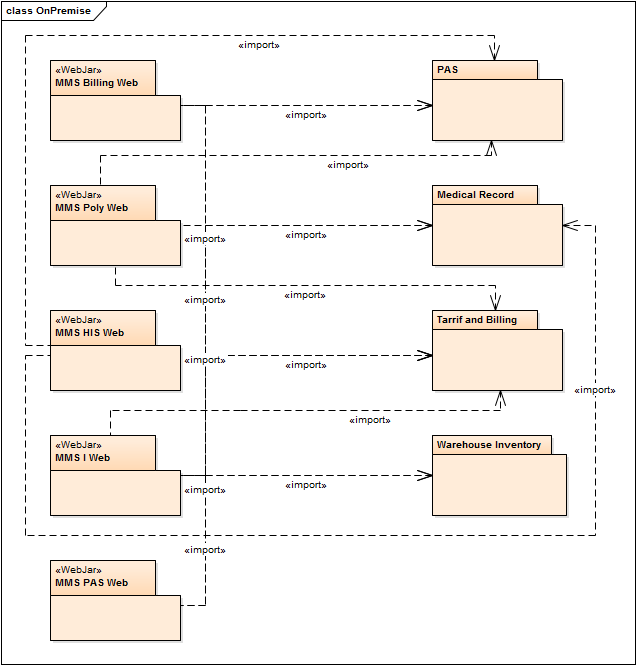 class OnPremise
«import»
«WebJar»
MMS Billing Web
PAS
«import»
«import»
«WebJar»
MMS Poly Web
Medical Record
«import»
«import»
«import»
«import»
«WebJar»
MMS HIS Web
Tarrif and Billing
«import»
«import»
«import»
«import»
«WebJar»
MMS I Web
Warehouse Inventory
«import»
«import»
«import»
«WebJar»
MMS PAS Web